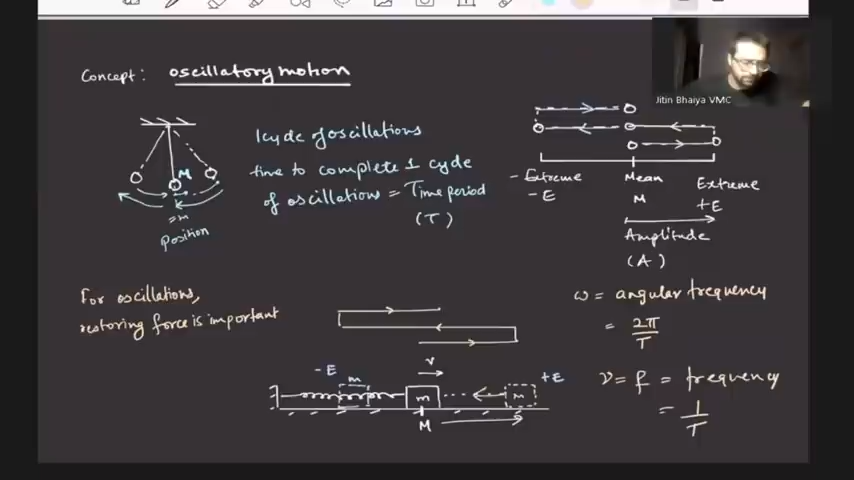 Concept: oscillatory motion
Jitin Bhaiya VMC
M
= m
position
1 cycle of oscillations
time to complete 1 cycle
of oscillations = Time period
(T)
- Extreme
- E
Mean
M
Extreme
+E
Amplitude
(A)
For oscillations,
restoring force is important
ω = angular frequency
= 2π/T
ν = f = frequency
= 1/T
v
- E
m
m
m
+E
M